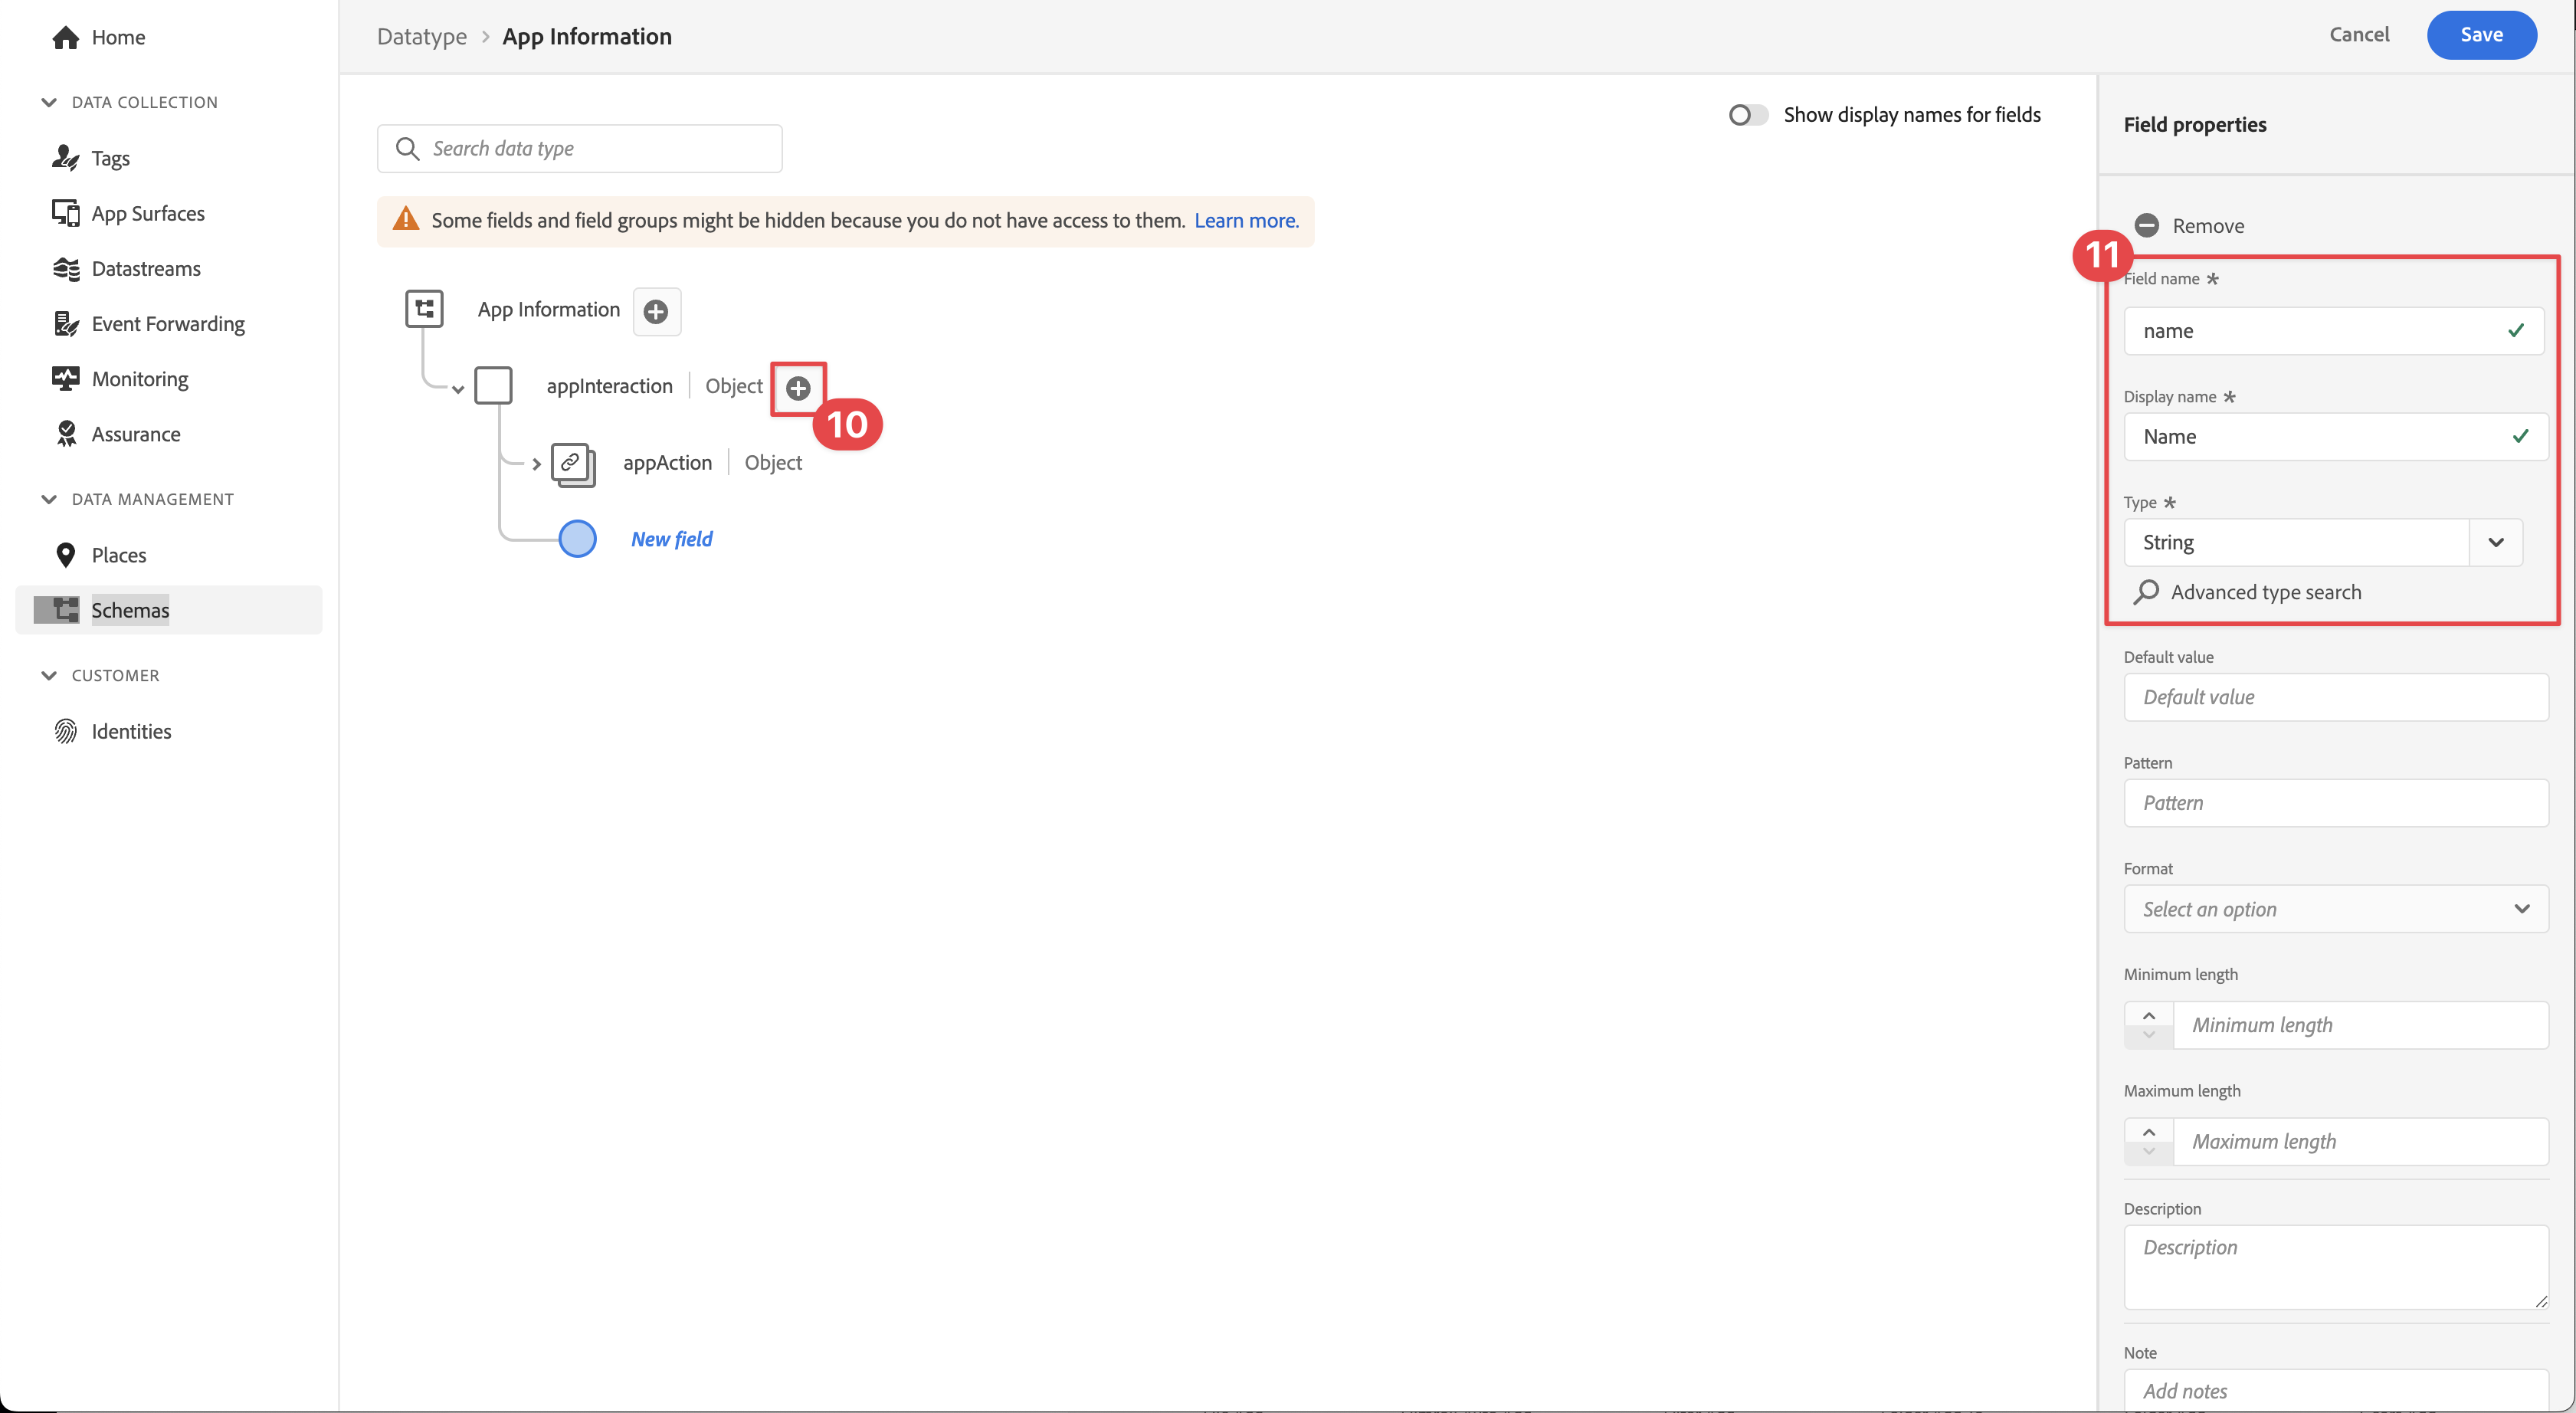 Home
DATA COLLECTION
Tags
App Surfaces
Datastreams
Event Forwarding
Monitoring
Assurance
DATA MANAGEMENT
Places
Schemas
CUSTOMER
Identities
Datatype > App Information
Cancel
Save
Search data type
Show display names for fields
Some fields and field groups might be hidden because you do not have access to them. Learn more.
App Information
appInteraction | Object
10
appAction | Object
New field
Field properties
Remove
11
Field name *
name
Display name *
Name
Type *
String
Advanced type search
Default value
Default value
Pattern
Pattern
Format
Select an option
Minimum length
Minimum length
Maximum length
Maximum length
Description
Description
Note
Add notes